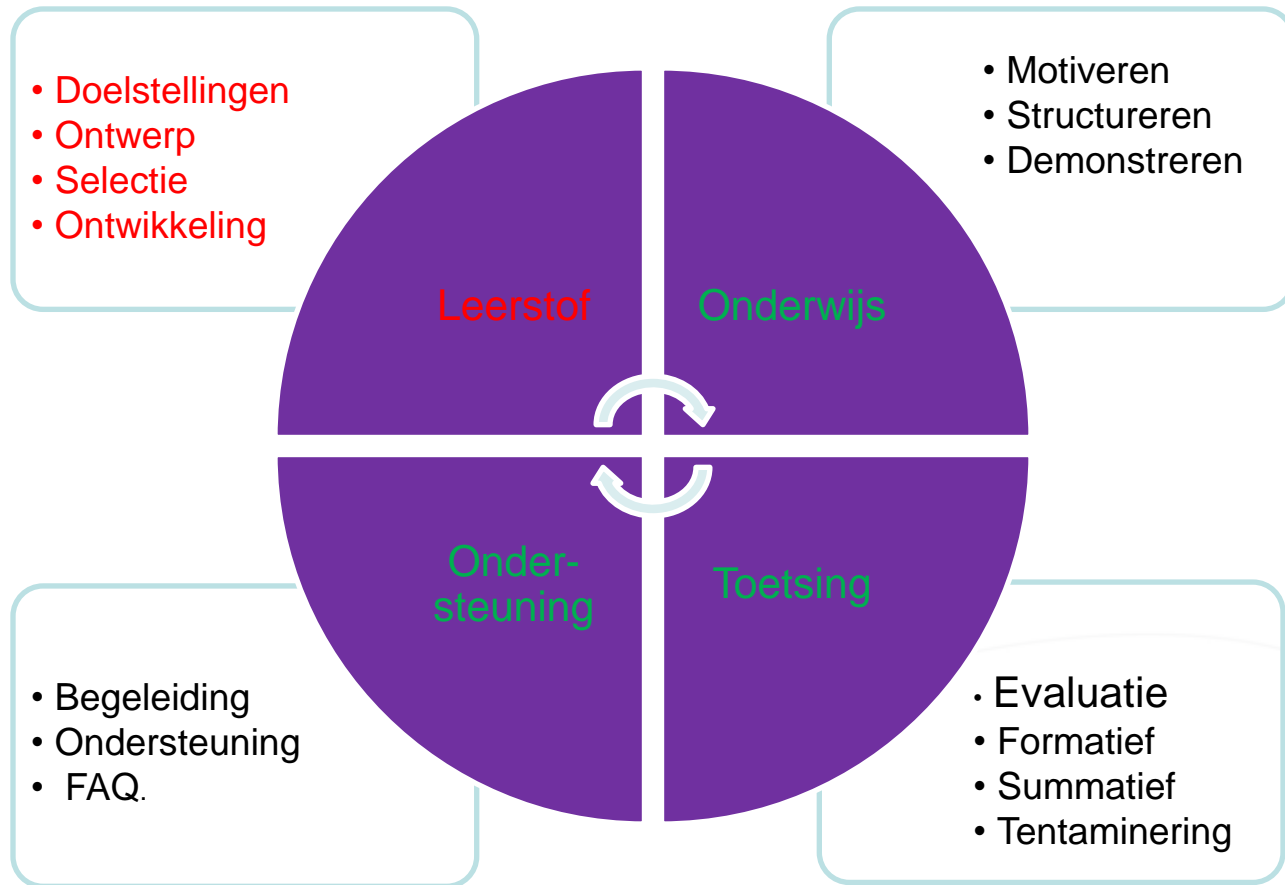 • Doelstellingen
• Ontwerp
• Selectie
• Ontwikkeling
• Motiveren
• Structureren
• Demonstreren
Leerstof
Onderwijs
Onder-
steuning
Toetsing
• Begeleiding
• Ondersteuning
• FAQ.
• Evaluatie
• Formatief
• Summatief
• Tentaminering